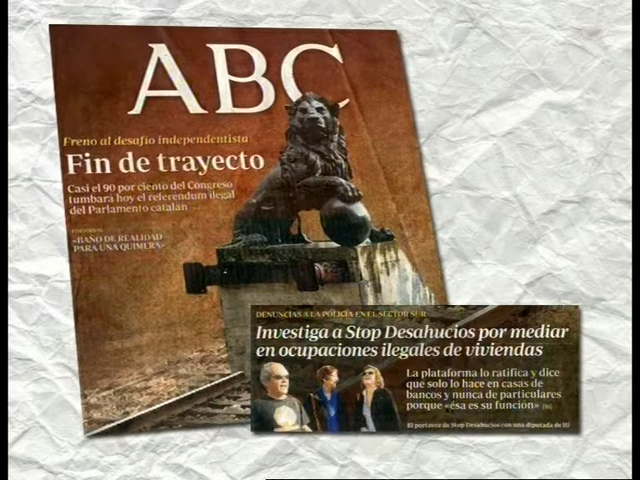 ABC
Freno al desafío independentista
Fin de trayecto
Casi el 90 por ciento del Congreso
tumbará hoy el referendum ilegal
del Parlamento catalán
EDITORIAL
«BAÑO DE REALIDAD
PARA UNA QUIMERA»
DENUNCIAS A LA POLICÍA EN EL SECTOR SUR
Investiga a Stop Desahucios por mediar
en ocupaciones ilegales de viviendas
La plataforma lo ratifica y dice
que solo lo hace en casas de
bancos y nunca de particulares
porque «ésa es su función»
El portavoz de Stop Desahucios con una diputada de IU